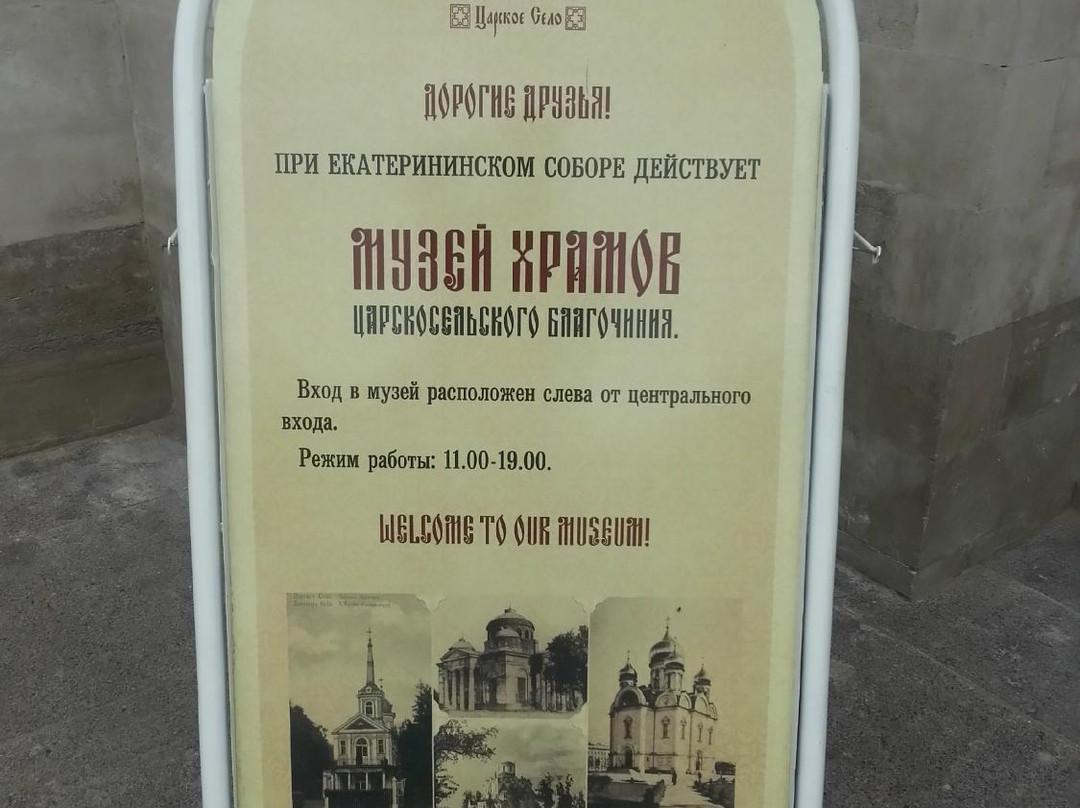 Царское Село
ДОРОГИЕ ДРУЗЬЯ!
ПРИ ЕКАТЕРИНИНСКОМ СОБОРЕ ДЕЙСТВУЕТ
МУЗЕЙ ХРАМОВ
ЦАРСКОСЕЛЬСКОГО БЛАГОЧИНИЯ.
Вход в музей расположен слева от центрального
входа.
Режим работы: 11.00-19.00.
WELCOME TO OUR MUSEUM!